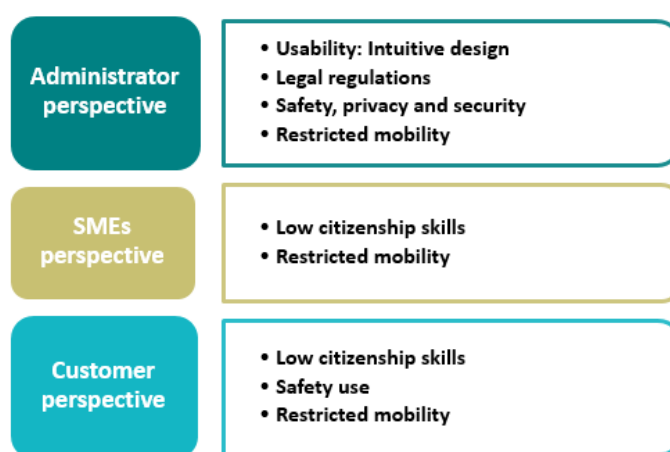 Administrator
perspective
• Usability: Intuitive design
• Legal regulations
• Safety, privacy and security
• Restricted mobility
SMEs
perspective
• Low citizenship skills
• Restricted mobility
Customer
perspective
• Low citizenship skills
• Safety use
• Restricted mobility